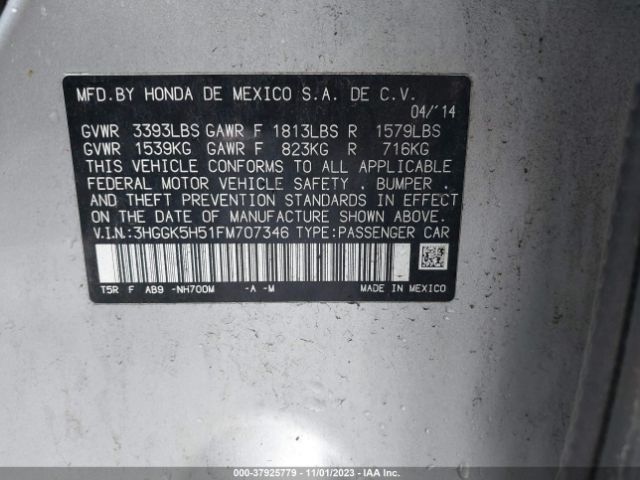 MFD.BY HONDA DE MEXICO S.A. DE C.V.
04/'14
GVWR 3393LBS GAWR F 1813LBS R 1579LBS
GVWR 1539KG GAWR F 823KG R 716KG
THIS VEHICLE CONFORMS TO ALL APPLICABLE
FEDERAL MOTOR VEHICLE SAFETY . BUMPER .
AND THEFT PREVENTION STANDARDS IN EFFECT
ON THE DATE OF MANUFACTURE SHOWN ABOVE.
V.I.N.:3HGGK5H51FM707346 TYPE:PASSENGER CAR
T5R F AB9 -NH700M -A -M MADE IN MEXICO
000-37925779 - 11/01/2023 - IAA Inc.